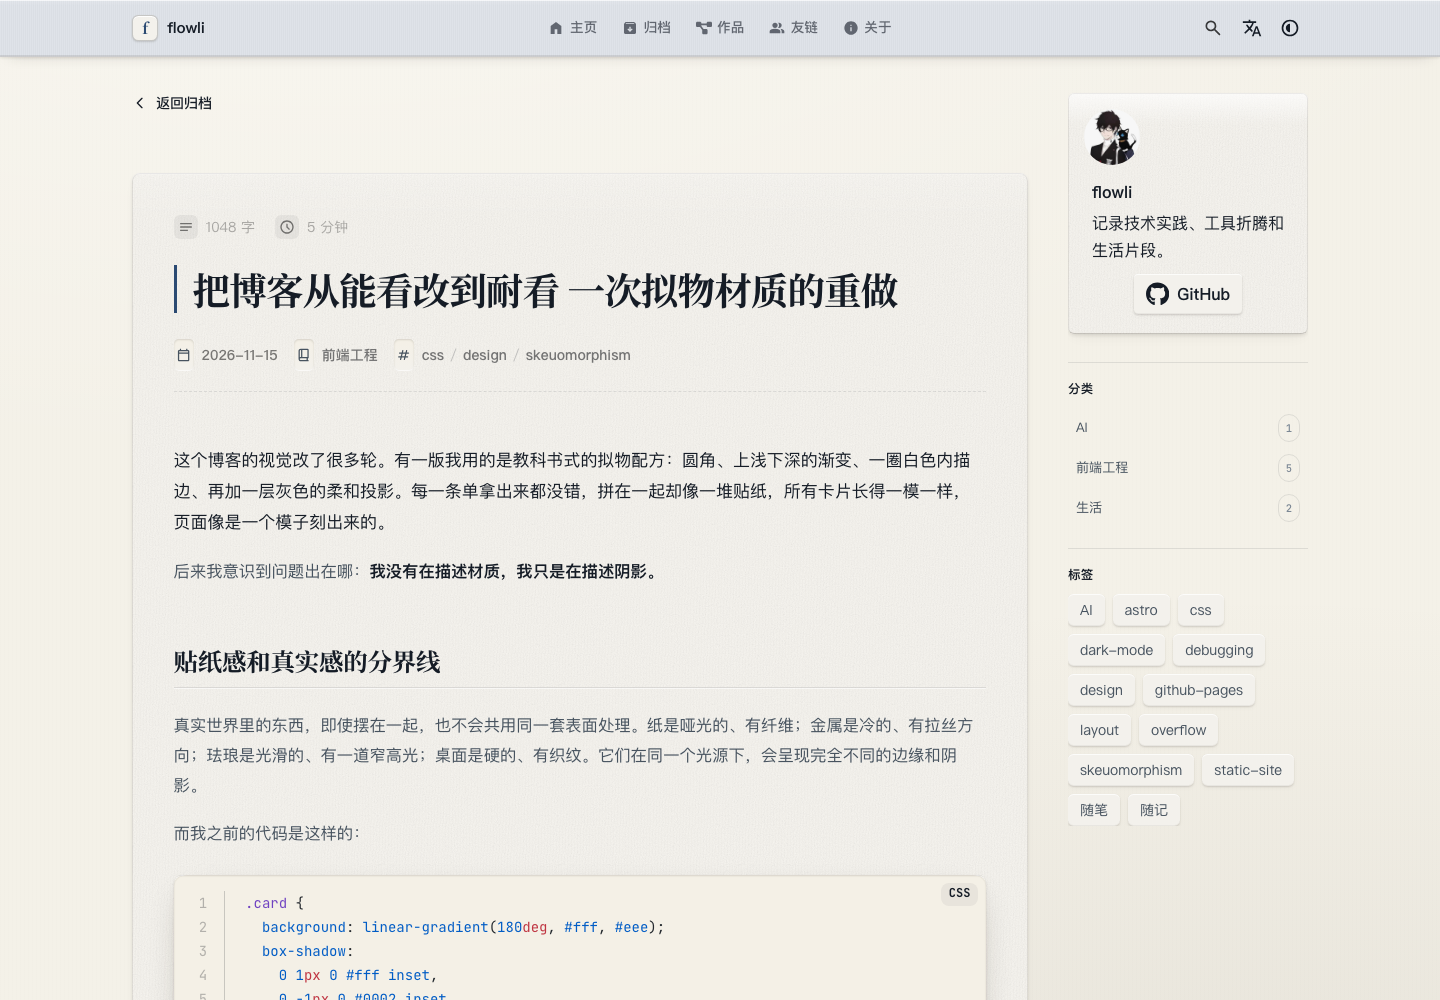 f flowli 主页 归档 作品 友链 关于
返回归档
1048 字 5 分钟
把博客从能看改到耐看 一次拟物材质的重做
2026-11-15 前端工程 # css / design / skeuomorphism
这个博客的视觉改了很多轮。有一版我用的是教科书式的拟物配方：圆角、上浅下深的渐变、一圈白色内描
边、再加一层灰色的柔和投影。每一条单拿出来都没错，拼在一起却像一堆贴纸，所有卡片长得一模一样，
页面像是一个模子刻出来的。
后来我意识到问题出在哪：我没有在描述材质，我只是在描述阴影。
贴纸感和真实感的分界线
真实世界里的东西，即使摆在一起，也不会共用同一套表面处理。纸是哑光的、有纤维；金属是冷的、有拉丝方
向；珐琅是光滑的、有一道窄高光；桌面是硬的、有织纹。它们在同一个光源下，会呈现完全不同的边缘和阴
影。
而我之前的代码是这样的：
CSS
1 .card {
2 background: linear-gradient(180deg, #fff, #eee);
3 box-shadow:
4 0 1px 0 #fff inset,
5 0 -1px 0 #0002 inset
flowli
记录技术实践、工具折腾和
生活片段。
GitHub
分类
AI 1
前端工程 5
生活 2
标签
AI astro css
dark-mode debugging
design github-pages
layout overflow
skeuomorphism static-site
随笔 随记